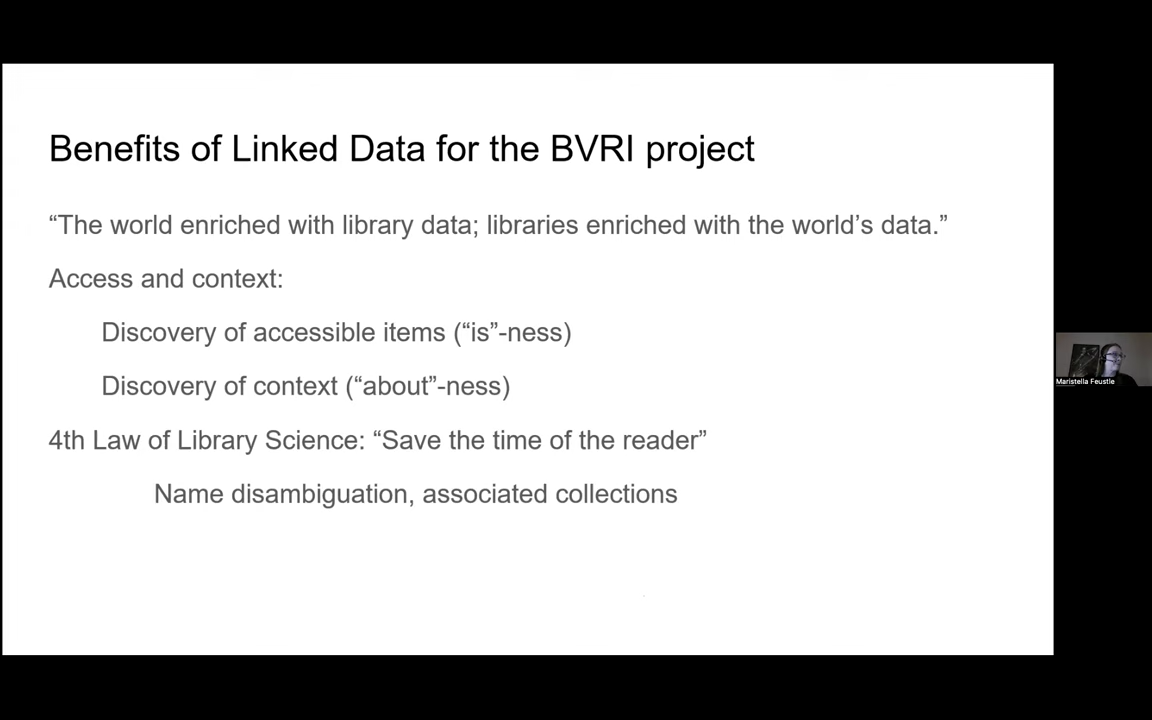 Benefits of Linked Data for the BVRI project
“The world enriched with library data; libraries enriched with the world’s data.”
Access and context:
Discovery of accessible items (“is”-ness)
Discovery of context (“about”-ness)
4th Law of Library Science: “Save the time of the reader”
Name disambiguation, associated collections
Maristella Feustle